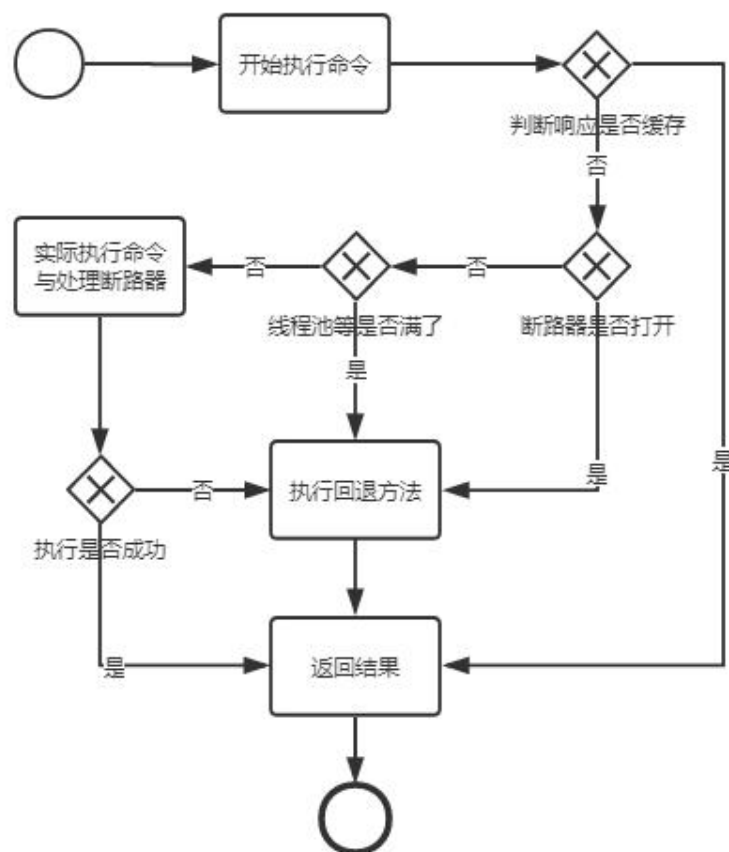 开始执行命令
判断响应是否缓存
否
实际执行命令
与处理断路器
否
否
线程池等是否满了
断路器是否打开
是
是
是
执行回退方法
否
执行是否成功
是
返回结果